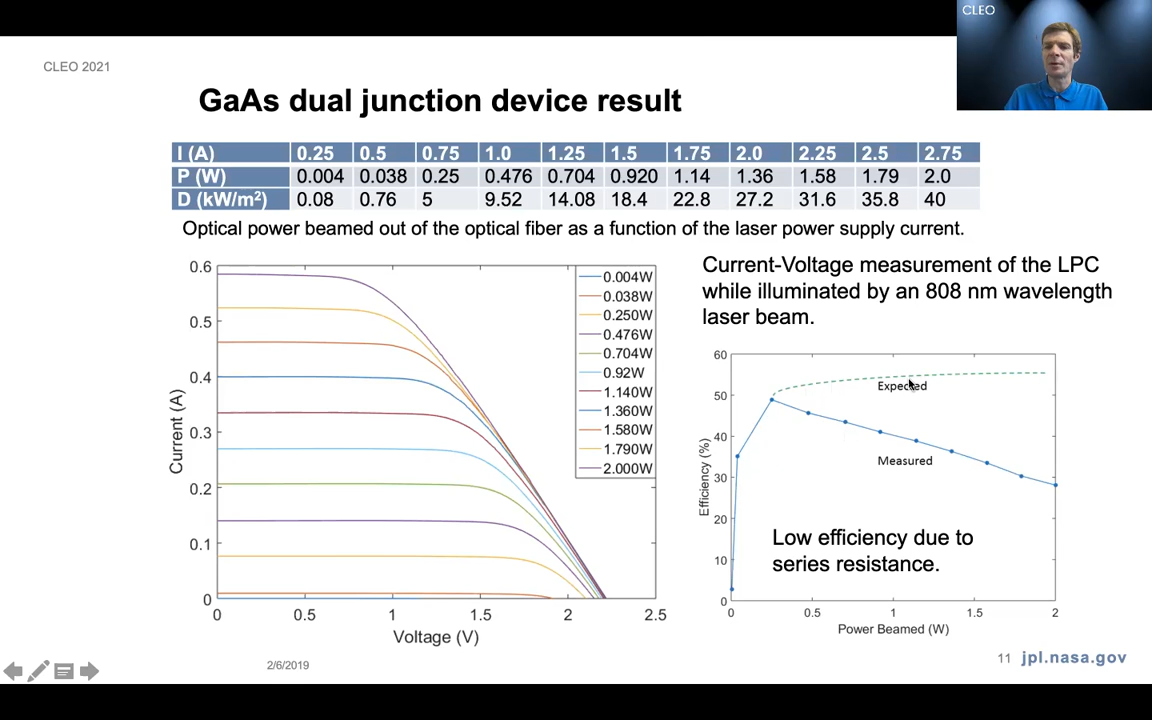 CLEO
CLEO 2021
GaAs dual junction device result
I (A) 0.25 0.5 0.75 1.0 1.25 1.5 1.75 2.0 2.25 2.5 2.75
P (W) 0.004 0.038 0.25 0.476 0.704 0.920 1.14 1.36 1.58 1.79 2.0
D (kW/m²) 0.08 0.76 5 9.52 14.08 18.4 22.8 27.2 31.6 35.8 40
Optical power beamed out of the optical fiber as a function of the laser power supply current.
0.6
0.5
0.4
0.3
0.2
0.1
0
Current (A)
0 0.5 1 1.5 2 2.5
Voltage (V)
0.004W
0.038W
0.250W
0.476W
0.704W
0.92W
1.140W
1.360W
1.580W
1.790W
2.000W
Current-Voltage measurement of the LPC
while illuminated by an 808 nm wavelength
laser beam.
60
50
40
30
20
10
0
Efficiency (%)
Expected
Measured
Low efficiency due to
series resistance.
0 0.5 1 1.5 2
Power Beamed (W)
2/6/2019
11 jpl.nasa.gov